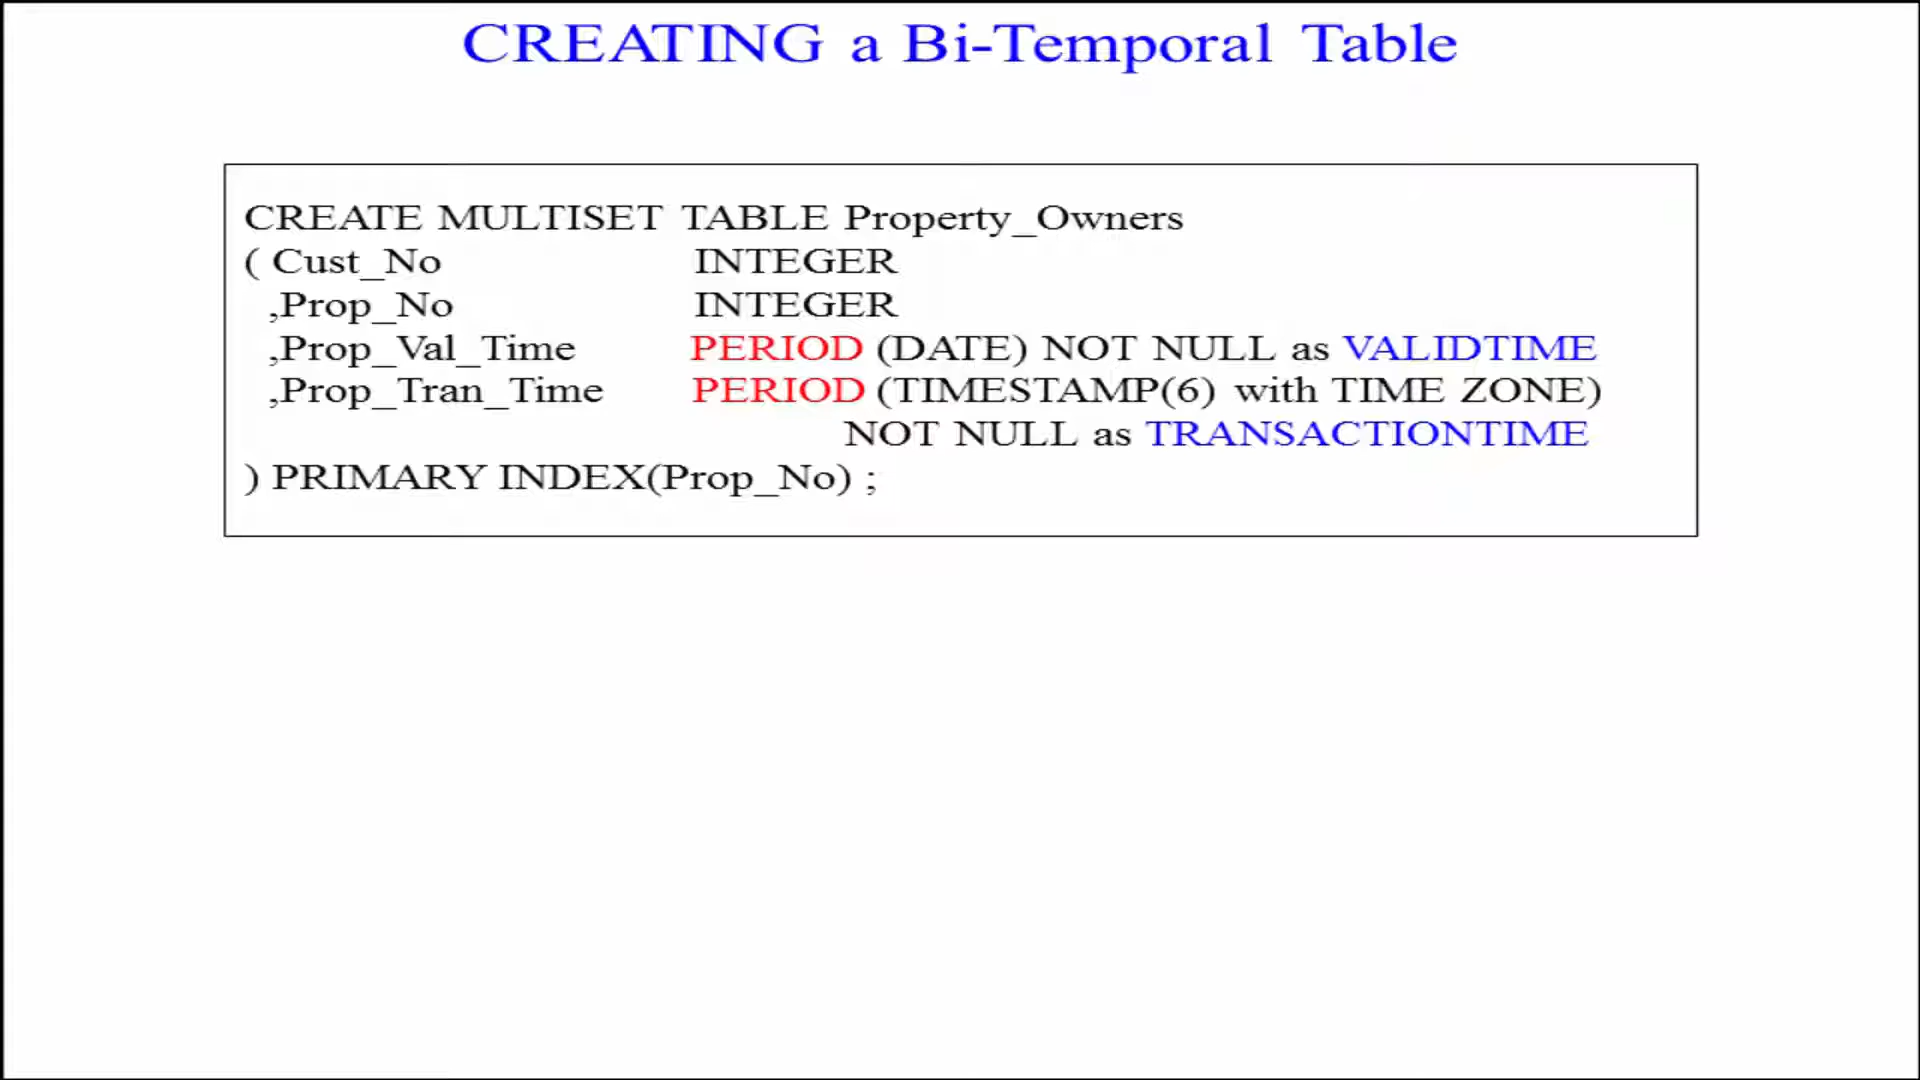 CREATING a Bi-Temporal Table
CREATE MULTISET TABLE Property_Owners
( Cust_No INTEGER
,Prop_No INTEGER
,Prop_Val_Time PERIOD (DATE) NOT NULL as VALIDTIME
,Prop_Tran_Time PERIOD (TIMESTAMP(6) with TIME ZONE)
NOT NULL as TRANSACTIONTIME
) PRIMARY INDEX(Prop_No) ;